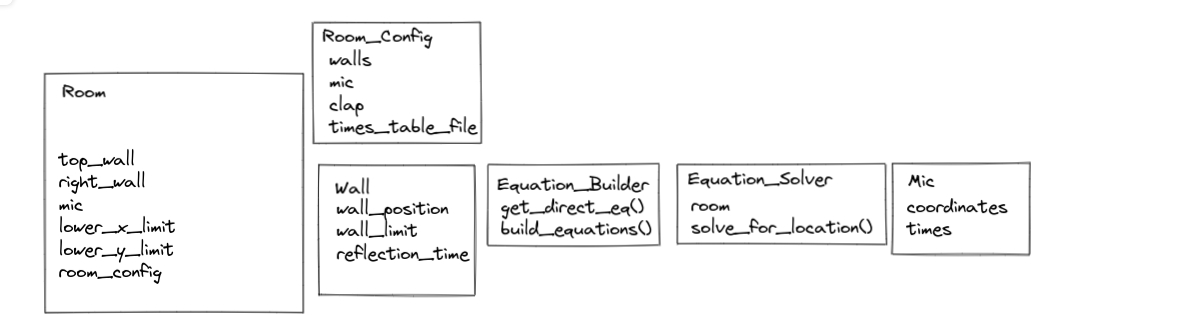 Room
top_wall
right_wall
mic
lower_x_limit
lower_y_limit
room_config
Room_Config
walls
mic
clap
times_table_file
Wall
wall_position
wall_limit
reflection_time
Equation_Builder
get_direct_eq()
build_equations()
Equation_Solver
room
solve_for_location()
Mic
coordinates
times